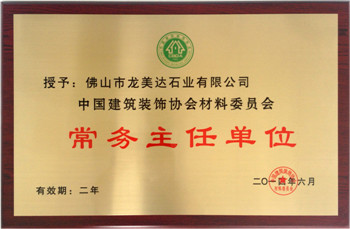 授予：佛山市龙美达石业有限公司
中国建筑装饰协会材料委员会
常务主任单位
有效期：二年
二〇一四年六月